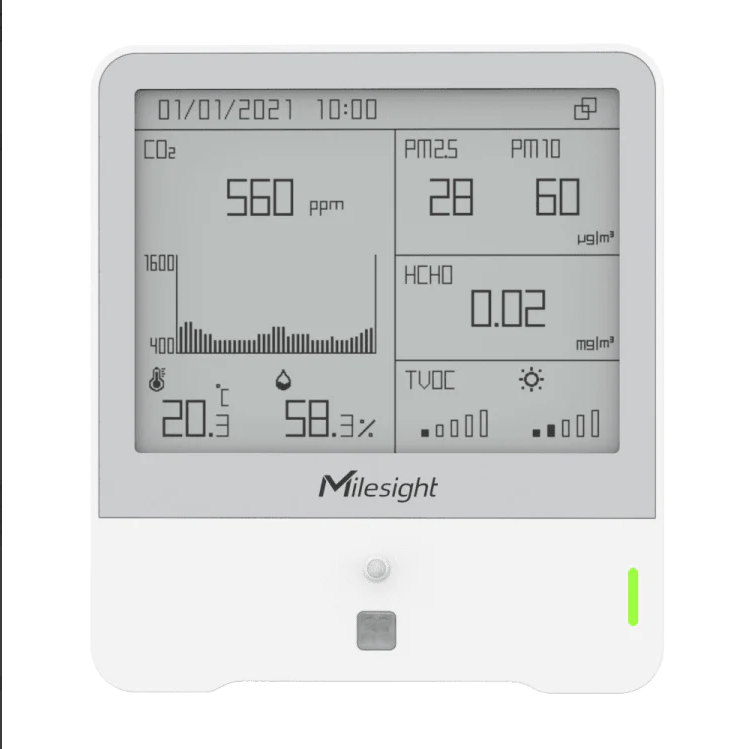 01/01/2021 10:00
CO₂
560 ppm
1600
400
20.3 °C
58.3%
PM2.5 PM10
28 60
µg/m³
HCHO
0.02
mg/m³
TVOC
Milesight